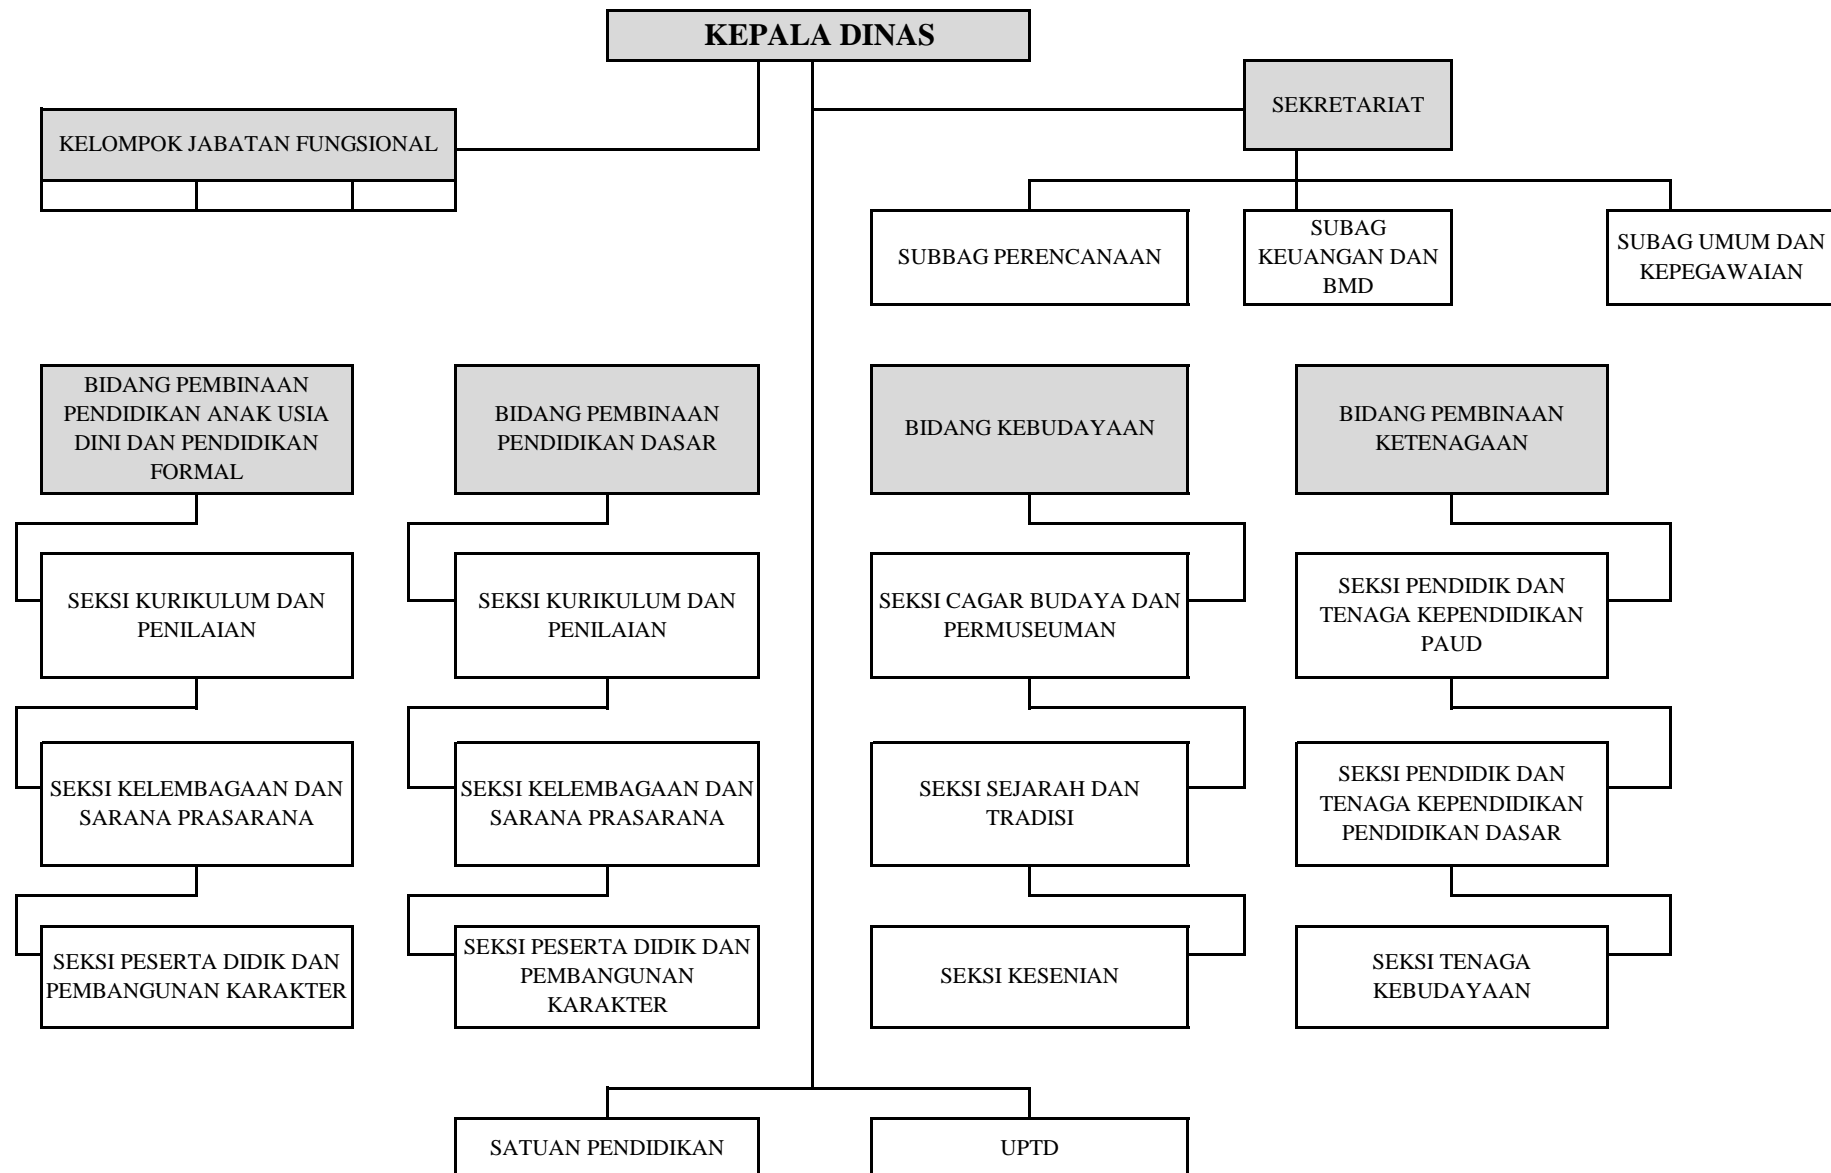 KEPALA DINAS
SEKRETARIAT
KELOMPOK JABATAN FUNGSIONAL
SUBBAG PERENCANAAN
SUBAG
KEUANGAN DAN
BMD
SUBAG UMUM DAN
KEPEGAWAIAN
BIDANG PEMBINAAN
PENDIDIKAN ANAK USIA
DINI DAN PENDIDIKAN
FORMAL
BIDANG PEMBINAAN
PENDIDIKAN DASAR
BIDANG KEBUDAYAAN
BIDANG PEMBINAAN
KETENAGAAN
SEKSI KURIKULUM DAN
PENILAIAN
SEKSI KURIKULUM DAN
PENILAIAN
SEKSI CAGAR BUDAYA DAN
PERMUSEUMAN
SEKSI PENDIDIK DAN
TENAGA KEPENDIDIKAN
PAUD
SEKSI KELEMBAGAAN DAN
SARANA PRASARANA
SEKSI KELEMBAGAAN DAN
SARANA PRASARANA
SEKSI SEJARAH DAN
TRADISI
SEKSI PENDIDIK DAN
TENAGA KEPENDIDIKAN
PENDIDIKAN DASAR
SEKSI PESERTA DIDIK DAN
PEMBANGUNAN KARAKTER
SEKSI PESERTA DIDIK DAN
PEMBANGUNAN
KARAKTER
SEKSI KESENIAN
SEKSI TENAGA
KEBUDAYAAN
SATUAN PENDIDIKAN
UPTD